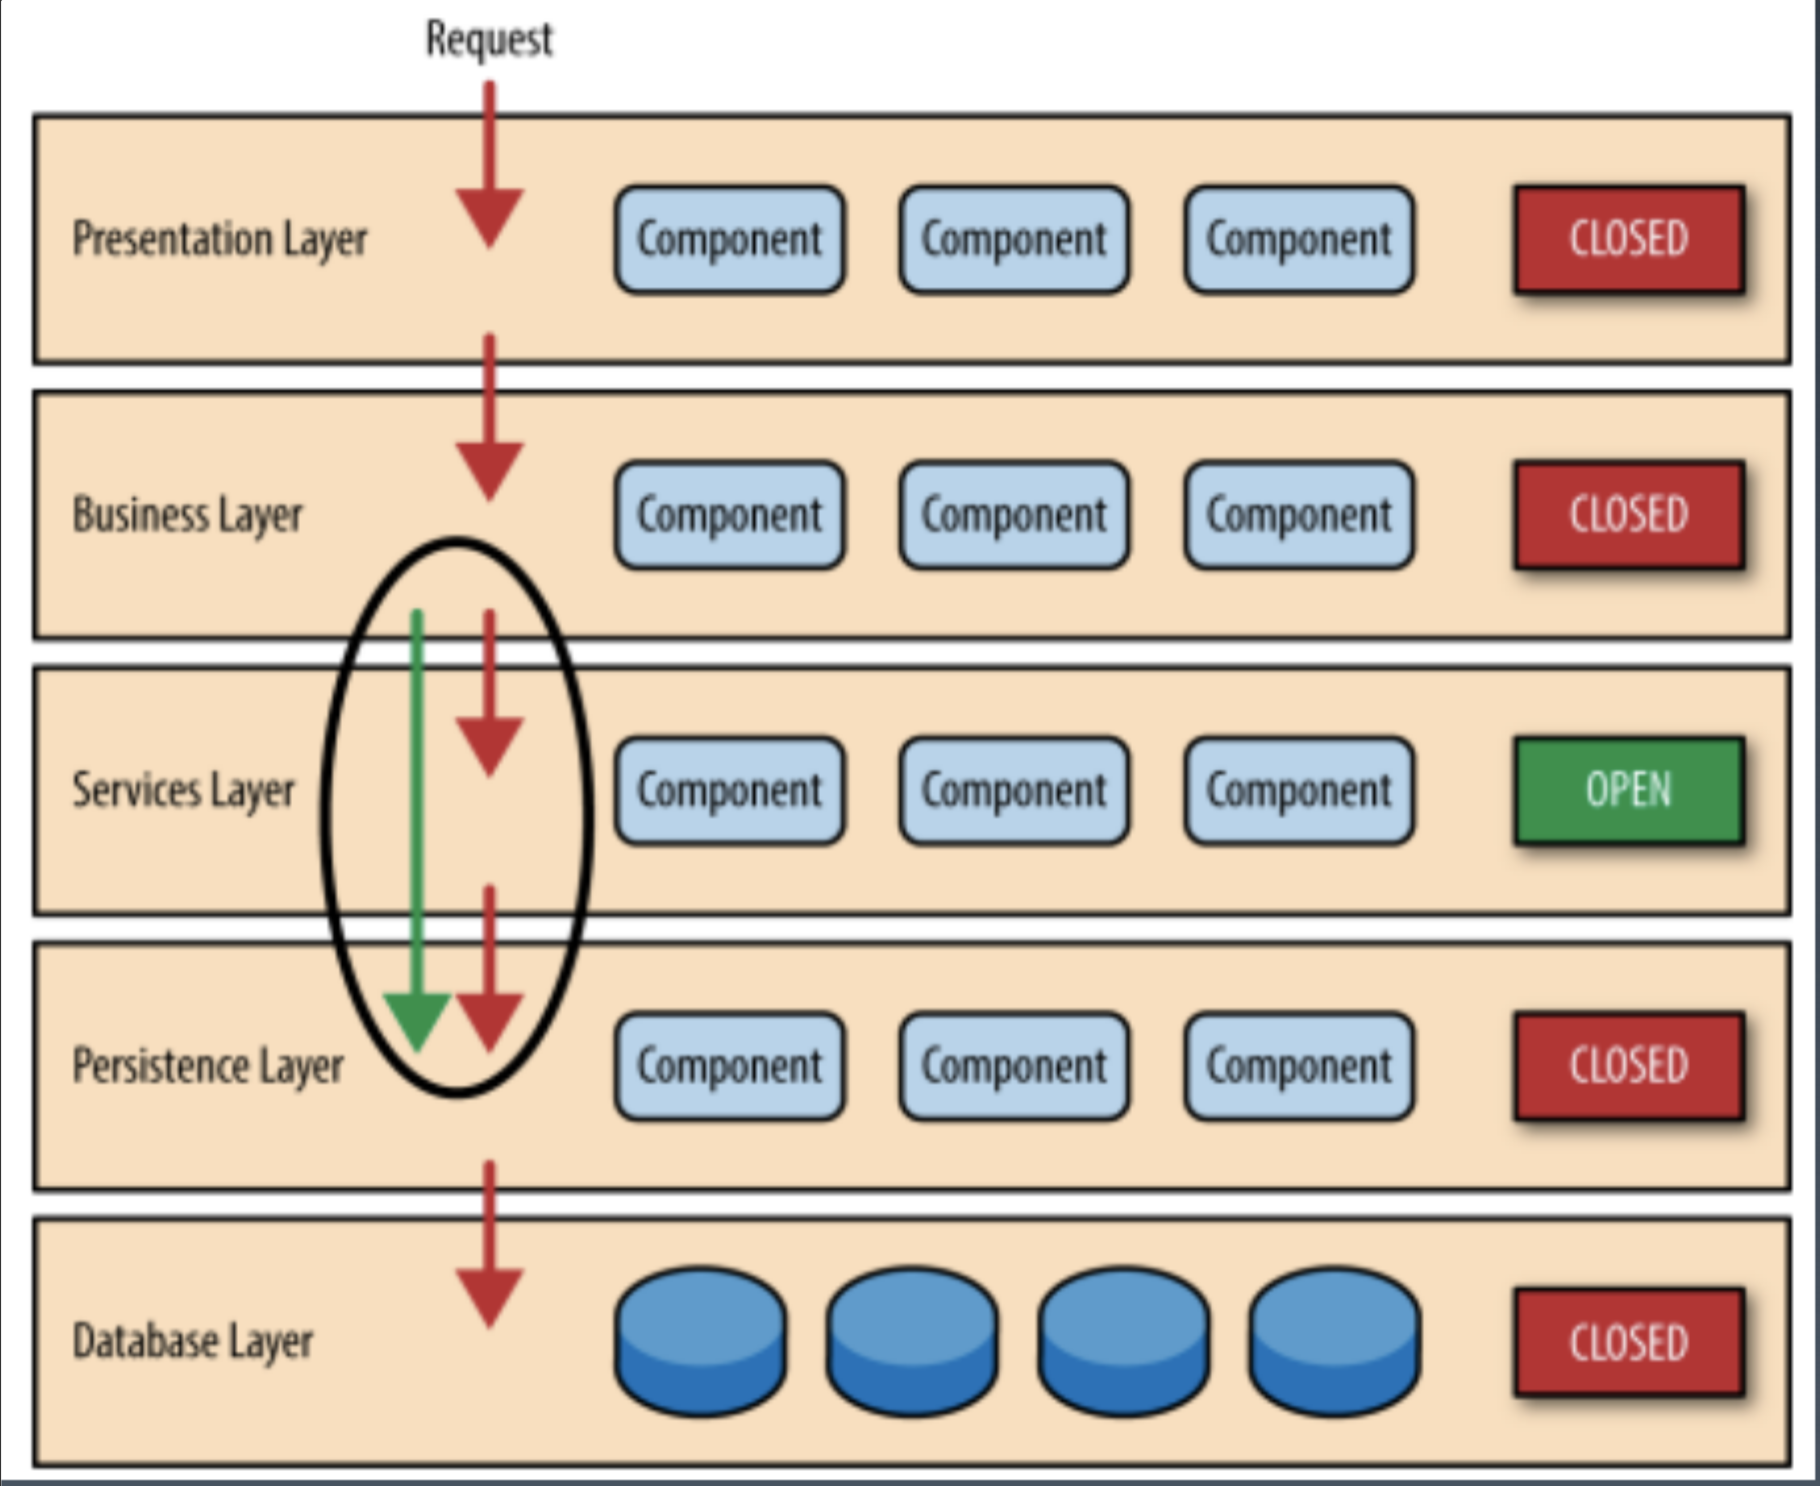 Request
Presentation Layer Component Component Component CLOSED
Business Layer Component Component Component CLOSED
Services Layer Component Component Component OPEN
Persistence Layer Component Component Component CLOSED
Database Layer CLOSED